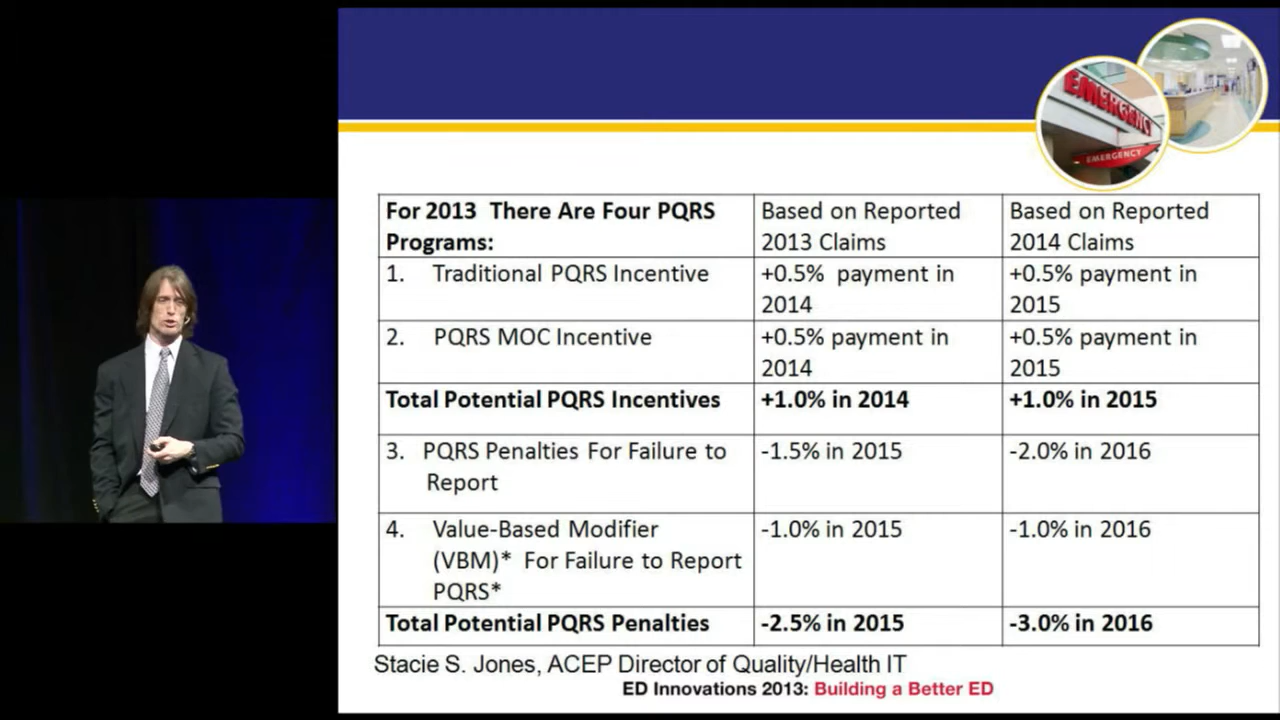 EMERGENCY
EMERGENCY
For 2013 There Are Four PQRS
Programs:
Based on Reported
2013 Claims
Based on Reported
2014 Claims
1. Traditional PQRS Incentive
+0.5% payment in
2014
+0.5% payment in
2015
2. PQRS MOC Incentive
+0.5% payment in
2014
+0.5% payment in
2015
Total Potential PQRS Incentives
+1.0% in 2014
+1.0% in 2015
3. PQRS Penalties For Failure to
Report
-1.5% in 2015
-2.0% in 2016
4. Value-Based Modifier
(VBM)* For Failure to Report
PQRS*
-1.0% in 2015
-1.0% in 2016
Total Potential PQRS Penalties
-2.5% in 2015
-3.0% in 2016
Stacie S. Jones, ACEP Director of Quality/Health IT
ED Innovations 2013: Building a Better ED